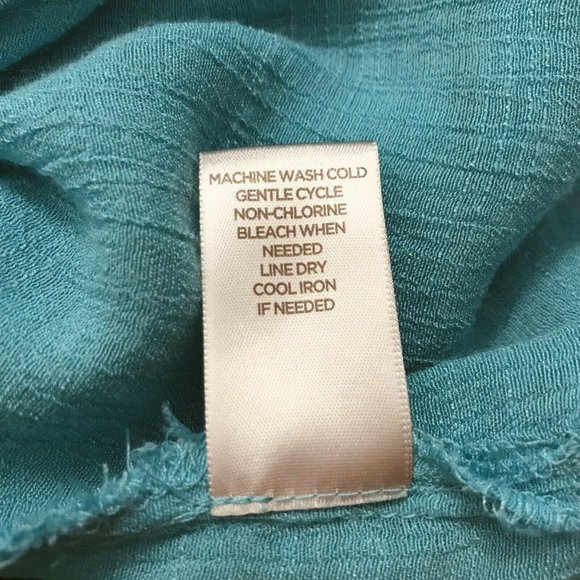 MACHINE WASH COLD
GENTLE CYCLE
NON-CHLORINE
BLEACH WHEN
NEEDED
LINE DRY
COOL IRON
IF NEEDED